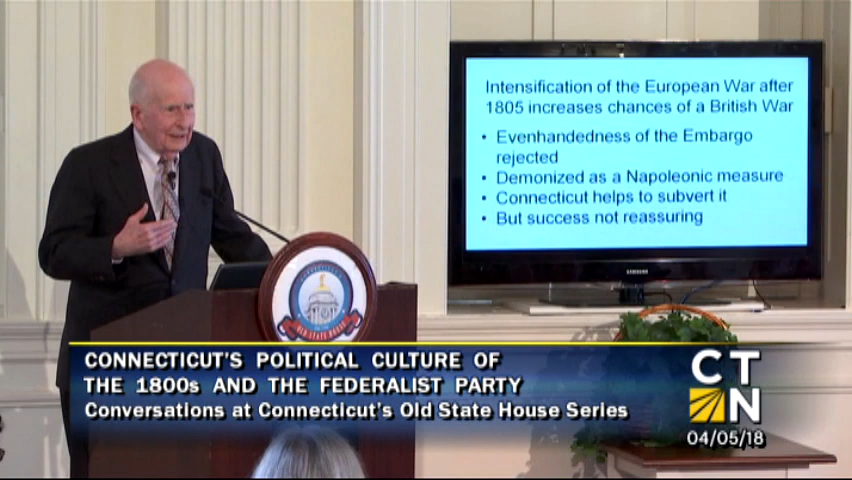 Intensification of the European War after
1805 increases chances of a British War
• Evenhandedness of the Embargo
rejected
• Demonized as a Napoleonic measure
• Connecticut helps to subvert it
• But success not reassuring
SAMSUNG
OLD STATE HOUSE
CONNECTICUT'S POLITICAL CULTURE OF
THE 1800s AND THE FEDERALIST PARTY
Conversations at Connecticut's Old State House Series
CT
N
04/05/18